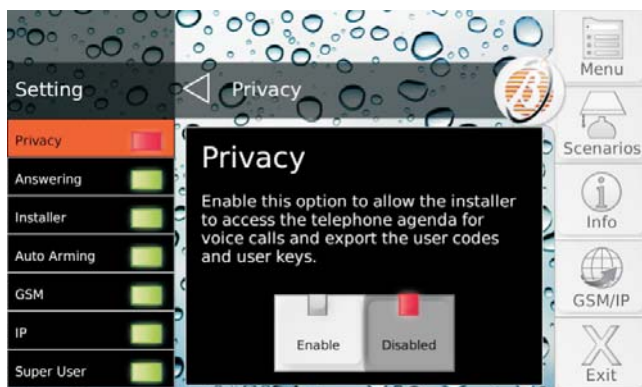 Setting
Privacy
Privacy
Answering
Installer
Auto Arming
GSM
IP
Super User
Privacy
Enable this option to allow the installer
to access the telephone agenda for
voice calls and export the user codes
and user keys.
Enable
Disabled
Menu
Scenarios
Info
GSM/IP
Exit